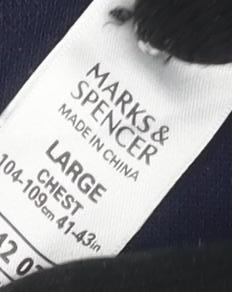 MARKS &
SPENCER
MADE IN CHINA
LARGE
CHEST
104-109cm 41-43in